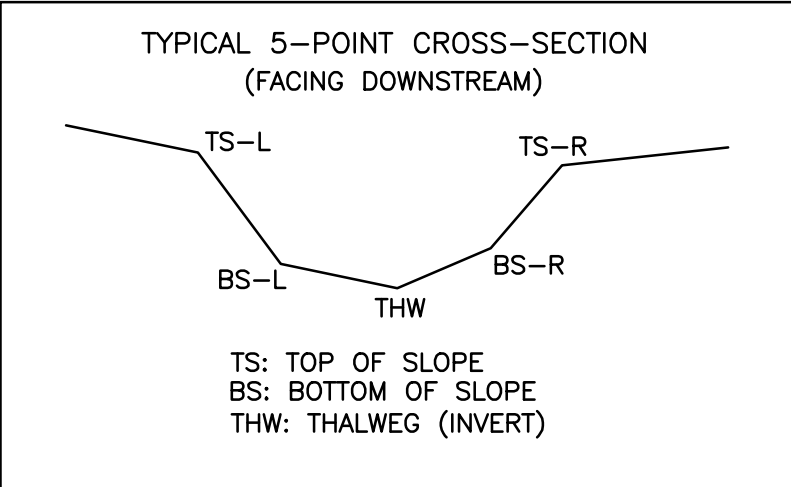 TYPICAL 5–POINT CROSS–SECTION
(FACING DOWNSTREAM)
TS–L
TS–R
BS–L
BS–R
THW
TS: TOP OF SLOPE
BS: BOTTOM OF SLOPE
THW: THALWEG (INVERT)